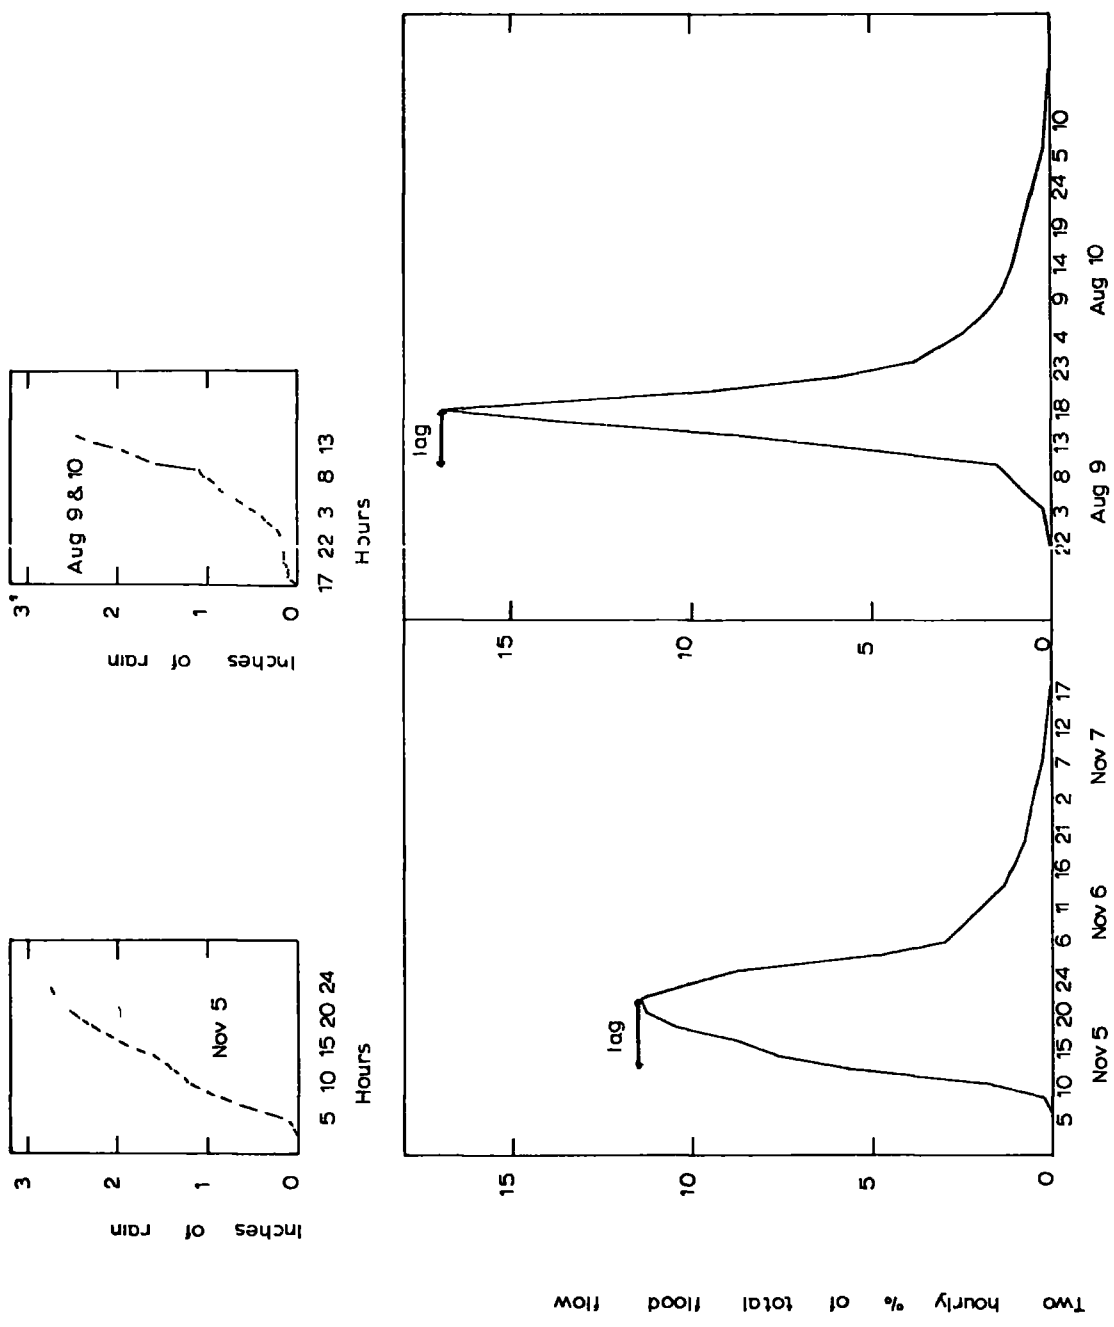 Inches of rain
3
2
1
0
Nov 5
5 10 15 20 24
Hours
Inches of rain
3
2
1
0
Aug 9 & 10
17 22 3 8 13
Hours
Two hourly % of total flood flow
15
10
5
0
lag
5 10 15 20 24 6 11 16 21 2 7 12 17
Nov 5 Nov 6 Nov 7
15
10
5
0
lag
22 3 8 13 18 23 4 9 14 19 24 5 10
Aug 9 Aug 10